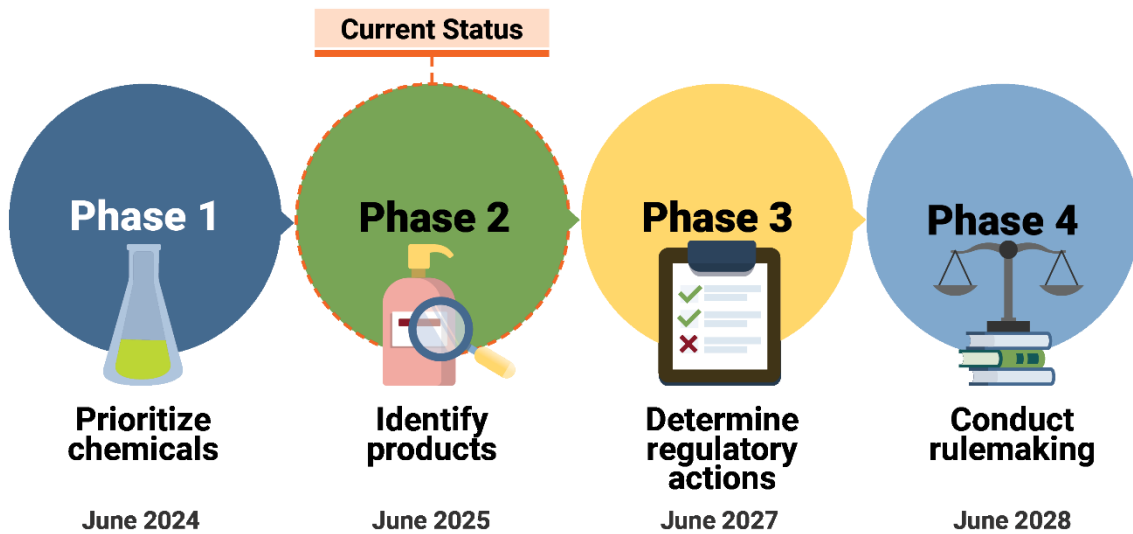 Current Status
Phase 1
Phase 2
Phase 3
Phase 4
Prioritize
chemicals
Identify
products
Determine
regulatory
actions
Conduct
rulemaking
June 2024
June 2025
June 2027
June 2028